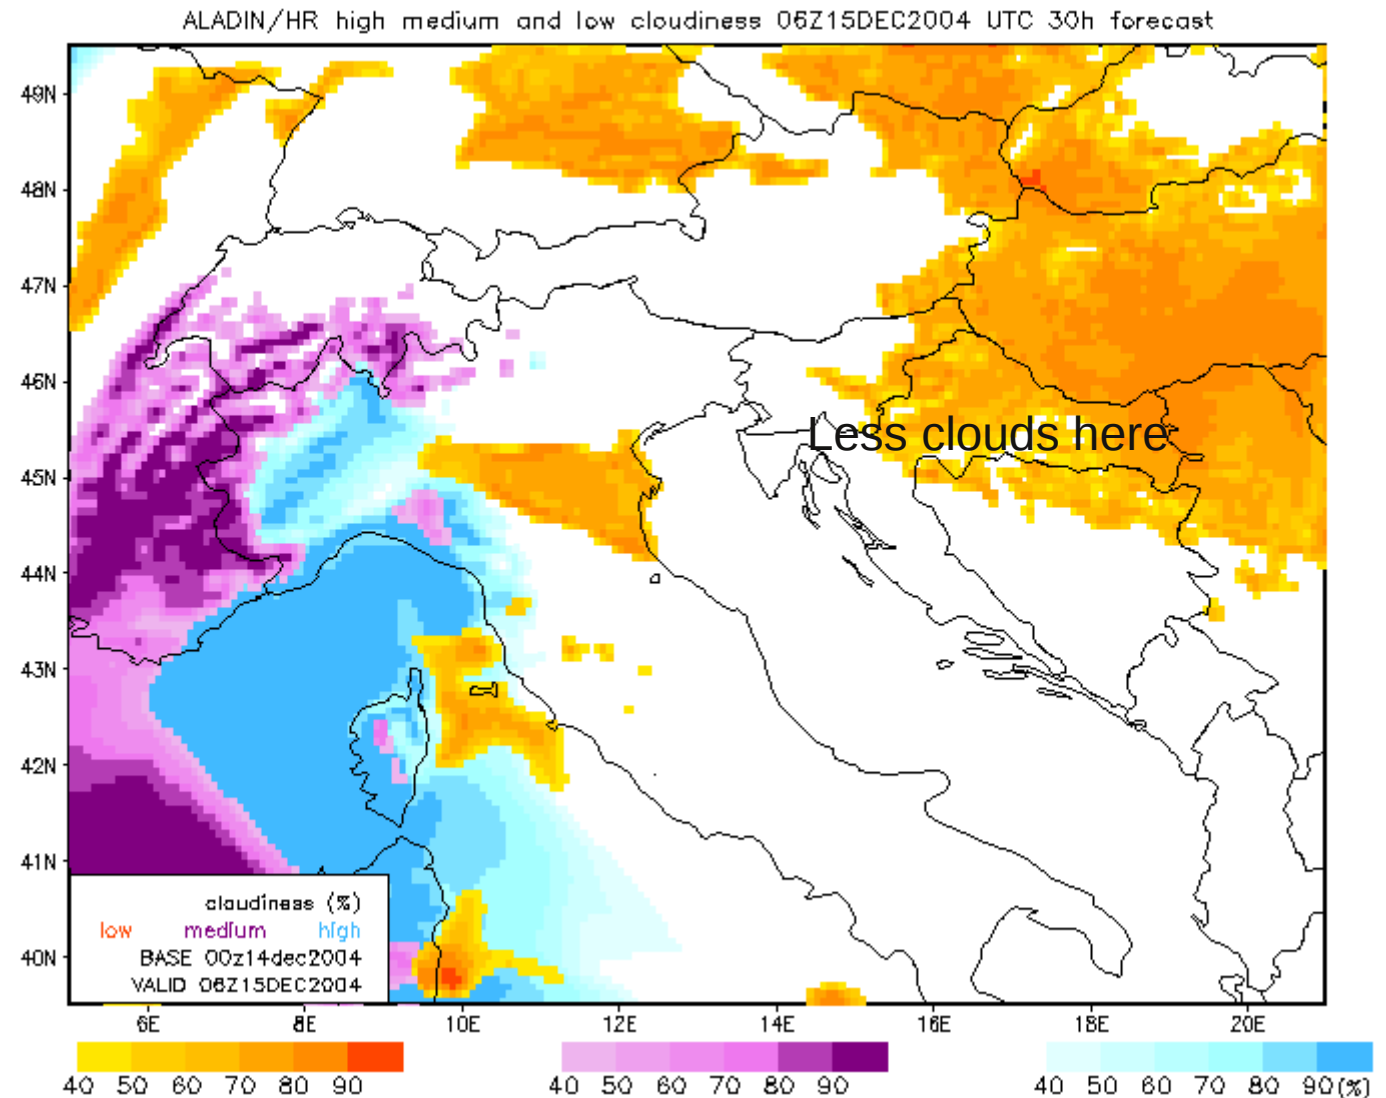 ALADIN/HR high medium and low cloudiness 06Z15DEC2004 UTC 30h forecast
49N
48N
47N
46N
Less clouds here
45N
44N
43N
42N
41N
40N
cloudiness (%)
low medium high
BASE 00z14dec2004
VALID 06Z15DEC2004
6E 8E 10E 12E 14E 16E 18E 20E
40 50 60 70 80 90 40 50 60 70 80 90 40 50 60 70 80 90(%)